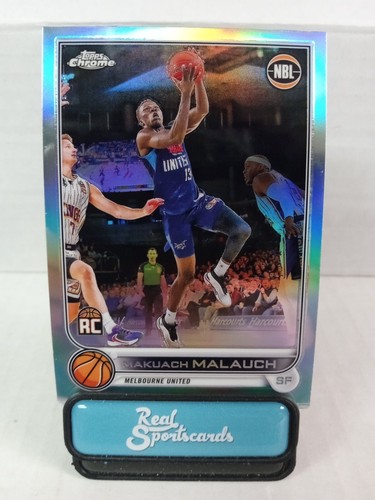 Topps
Chrome
NBL
UNITED
13
RC
MAKUACH MALAUCH
SF
MELBOURNE UNITED
Real
Sportscards